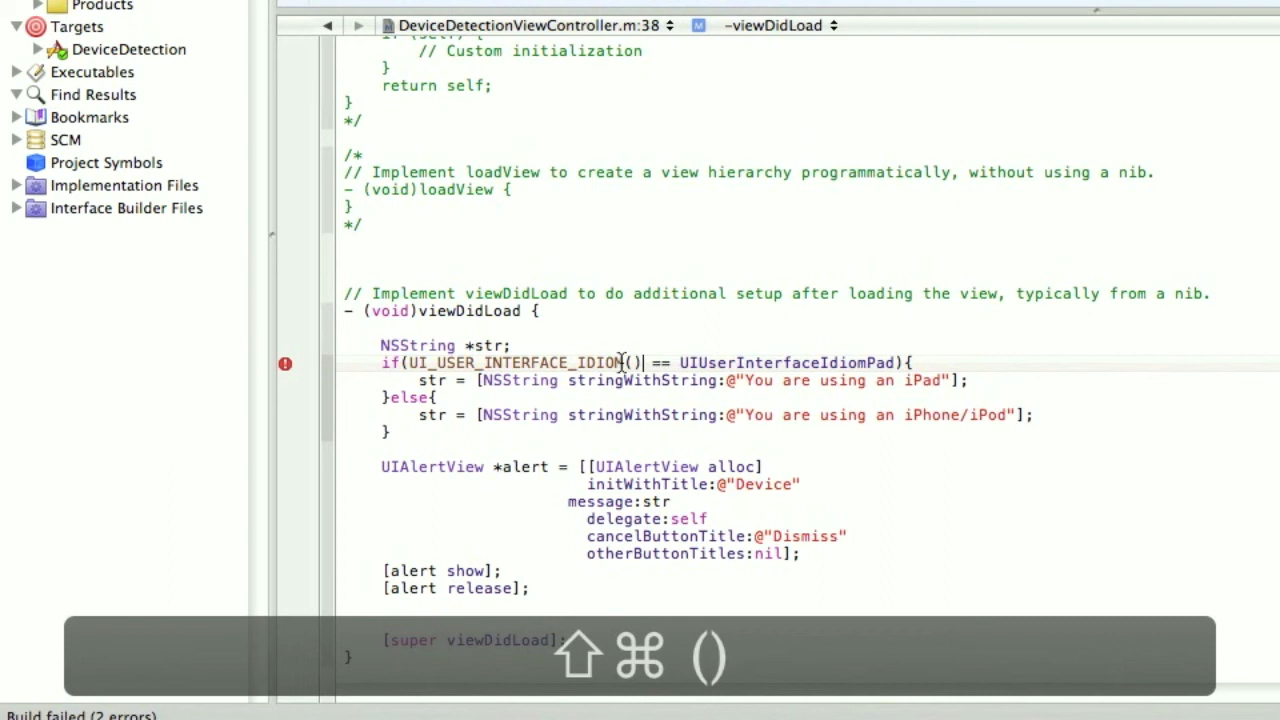 Products
Targets
DeviceDetection
Executables
Find Results
Bookmarks
SCM
Project Symbols
Implementation Files
Interface Builder Files
DeviceDetectionViewController.m:38
M
-viewDidLoad
if (self) {
// Custom initialization
}
return self;
}
*/
/*
// Implement loadView to create a view hierarchy programmatically, without using a nib.
- (void)loadView {
}
*/
// Implement viewDidLoad to do additional setup after loading the view, typically from a nib.
- (void)viewDidLoad {
NSString *str;
if(UI_USER_INTERFACE_IDIOM() == UIUserInterfaceIdiomPad){
str = [NSString stringWithString:@"You are using an iPad"];
}else{
str = [NSString stringWithString:@"You are using an iPhone/iPod"];
}
UIAlertView *alert = [[UIAlertView alloc]
initWithTitle:@"Device"
message:str
delegate:self
cancelButtonTitle:@"Dismiss"
otherButtonTitles:nil];
[alert show];
[alert release];
[super viewDidLoad];
}
⇧⌘ ()
Build failed (2 errors)